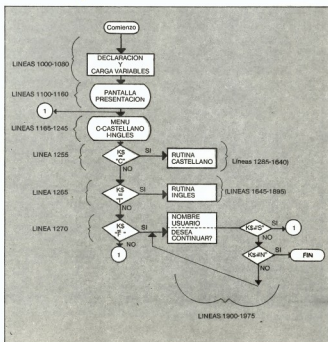 Comienzo
LINEAS 1000-1080
DECLARACION
Y
CARGA VARIABLES
LINEAS 1100-1160
PANTALLA
PRESENTACION
1
LINEAS 1165-1245
MENU
C-CASTELLANO
I-INGLES
LINEA 1255
K$
=
"C"
SI
RUTINA
CASTELLANO
(Líneas 1285-1640)
NO
LINEA 1265
K$
=
"I"
SI
RUTINA
INGLES
(LINEAS 1645-1895)
NO
LINEA 1270
K$
SI
NOMBRE
USUARIO
DESEA
CONTINUAR?
K$="S"
SI
1
NO
NO
1
K$="N"
SI
FIN
NO
LINEAS 1900-1975